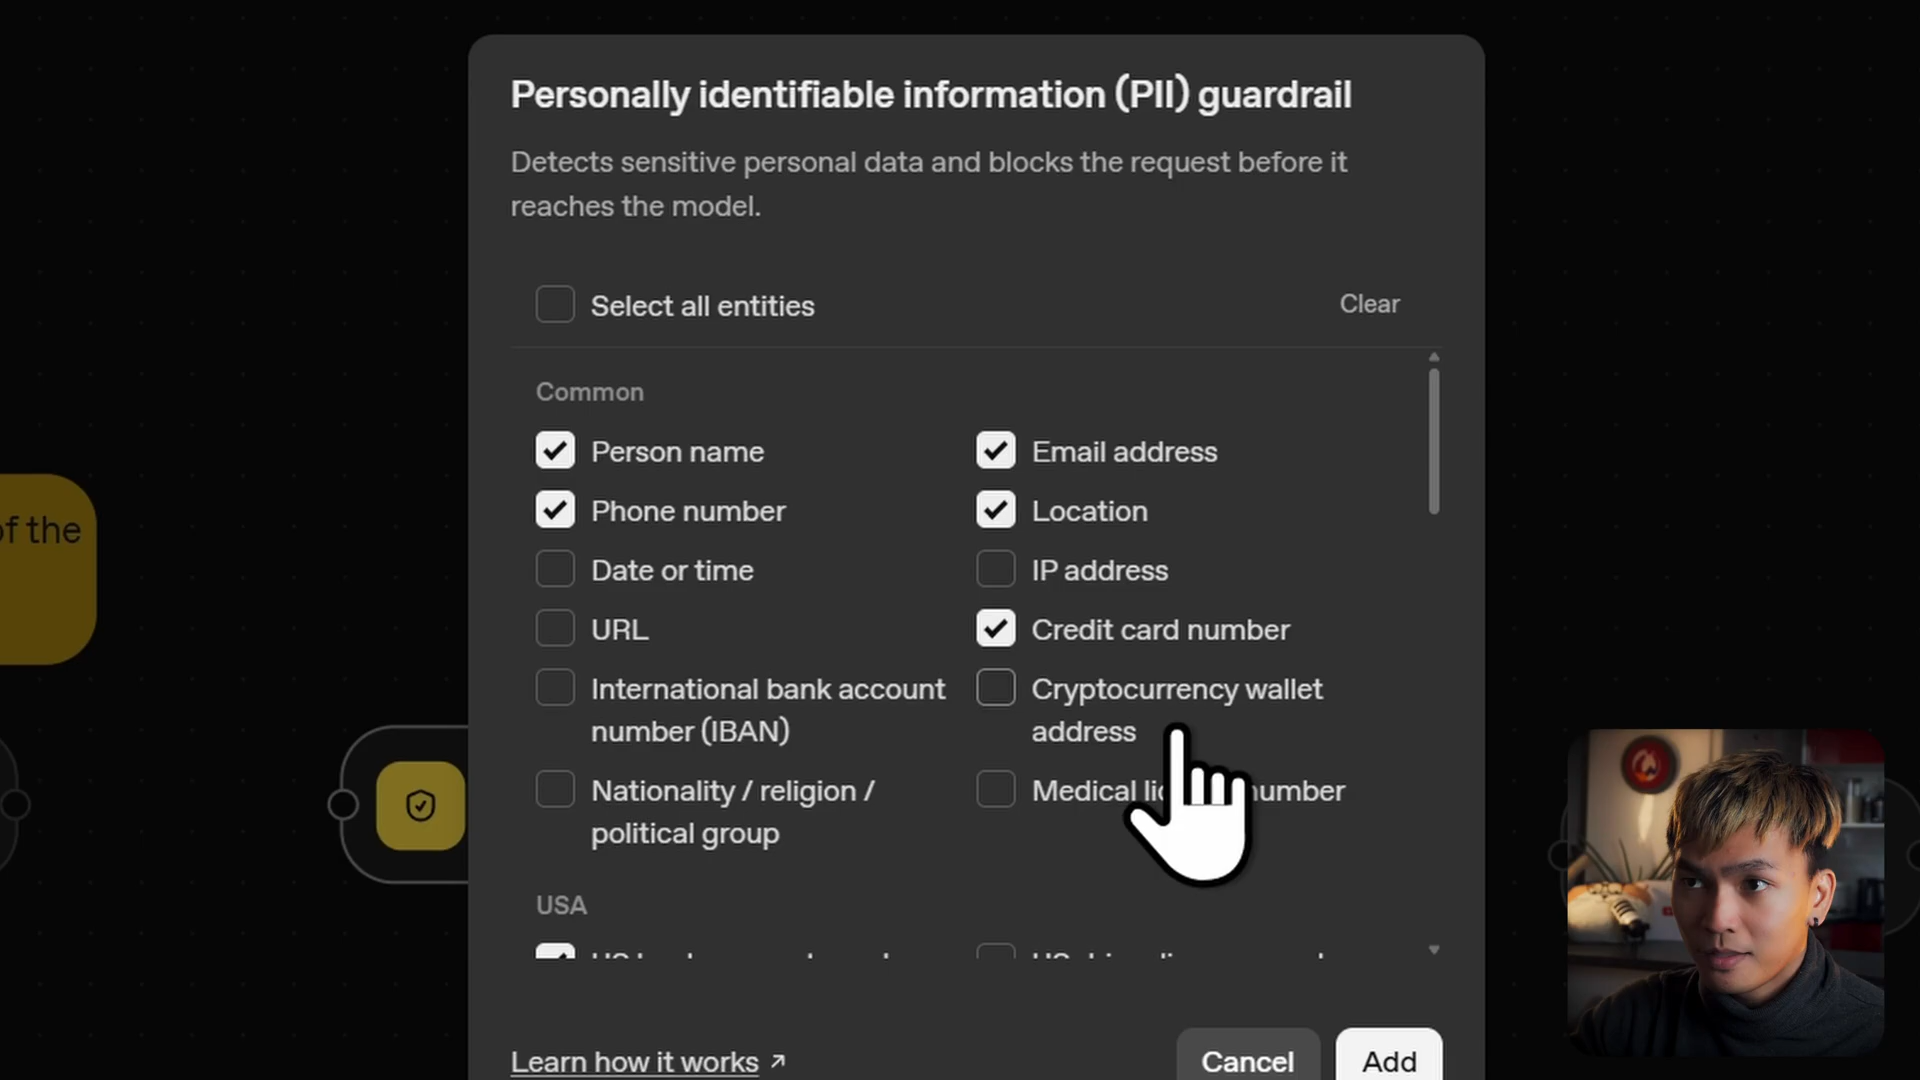 Personally identifiable information (PII) guardrail
Detects sensitive personal data and blocks the request before it
reaches the model.
Select all entities
Clear
Common
Person name
Email address
Phone number
Location
Date or time
IP address
URL
Credit card number
International bank account
number (IBAN)
Cryptocurrency wallet
address
Nationality / religion /
political group
Medical number
USA
of the
Learn how it works ↗
Cancel
Add